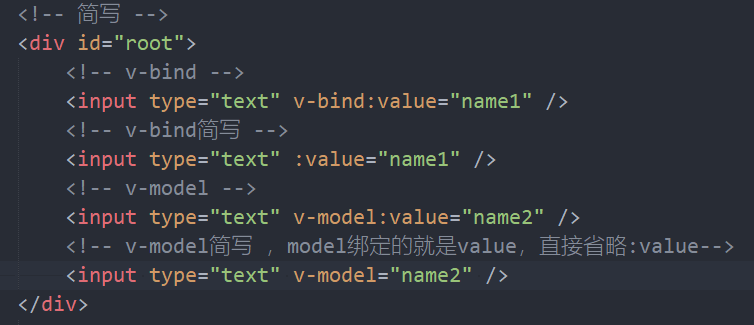 <!-- 简写 -->
<div id="root">
<!-- v-bind -->
<input type="text" v-bind:value="name1" />
<!-- v-bind简写 -->
<input type="text" :value="name1" />
<!-- v-model -->
<input type="text" v-model:value="name2" />
<!-- v-model简写 ，model绑定的就是value，直接省略:value-->
<input type="text" v-model="name2" />
</div>